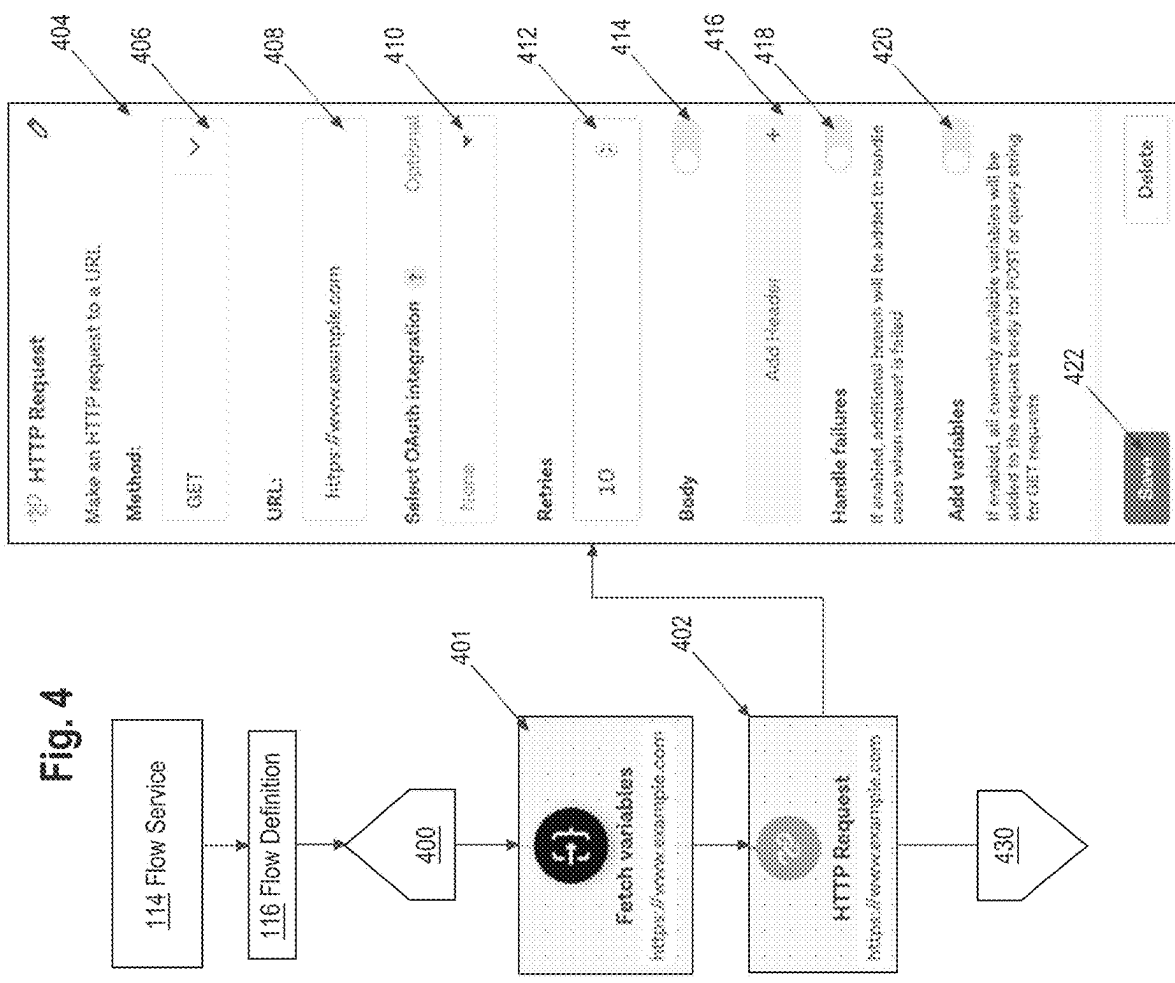 Fig. 4
114 Flow Service
116 Flow Definition
400
401
Fetch variables
https://www.example.com
402
HTTP Request
https://www.example.com
430
HTTP Request
Make an HTTP request to a URL
404
Method:
GET
406
URL:
https://www.example.com
408
Select OAuth integration ? Optional
None
410
Retries
10
412
Body
414
Add Header +
416
Handle failures
418
If enabled, additional branch will be added to handle
cases when request is failed
Add variables
420
If enabled, all currently available variables will be
added to the request body for POST or query string
for GET requests
422
Delete